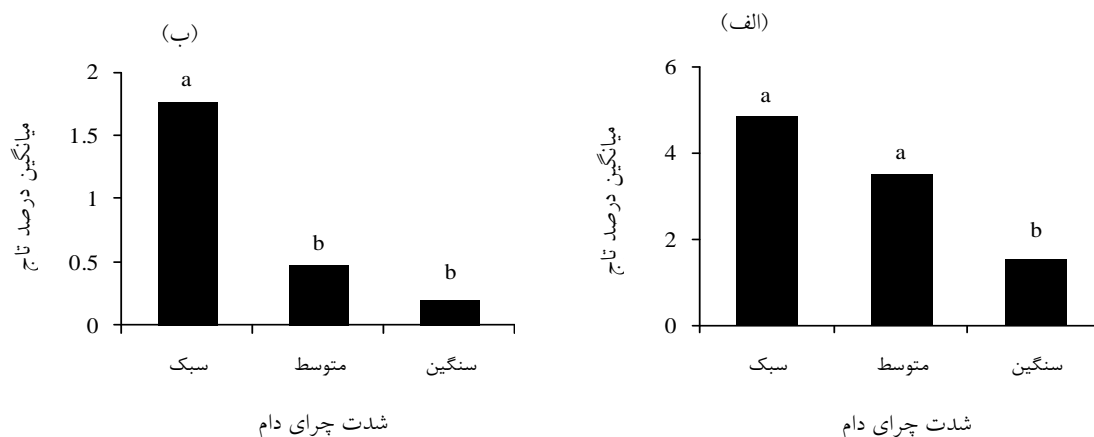 (الف)
6
4
2
0
a
a
b
میانگین درصد تاج
سبک
متوسط
سنگین
شدت چرای دام
(ب)
2
1.5
1
0.5
0
a
b
b
میانگین درصد تاج
سبک
متوسط
سنگین
شدت چرای دام